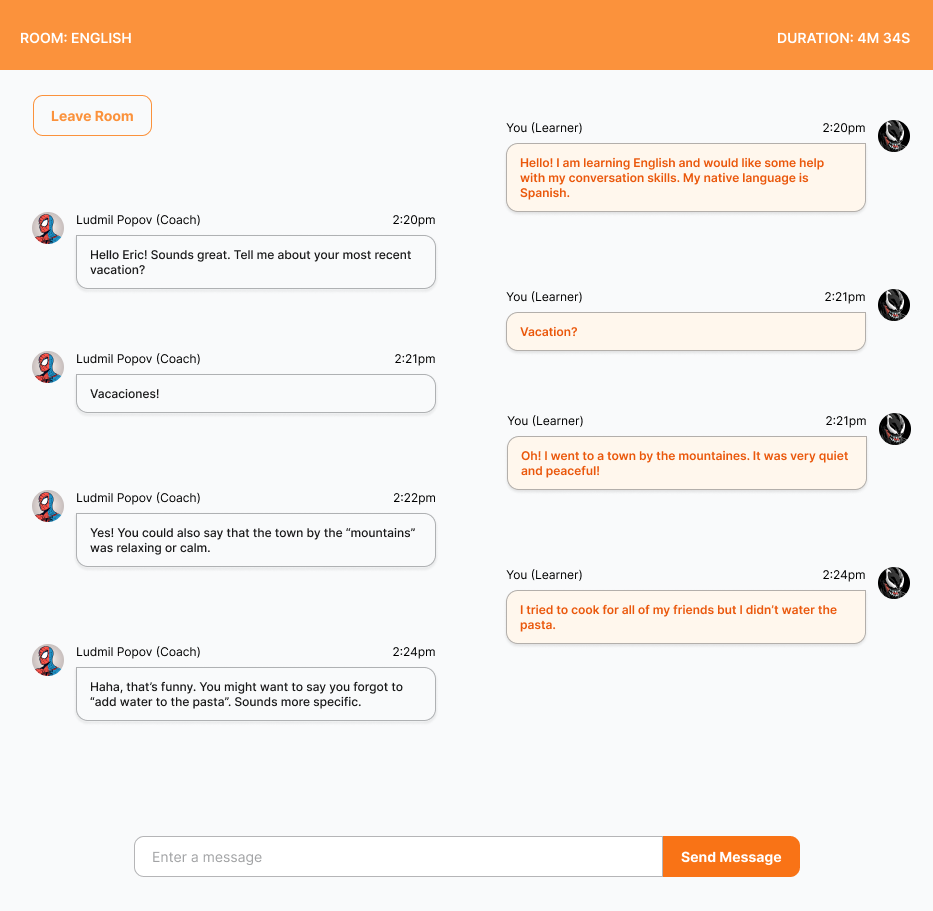 ROOM: ENGLISH
DURATION: 4M 34S
Leave Room
You (Learner)
2:20pm
Hello! I am learning English and would like some help
with my conversation skills. My native language is
Spanish.
Ludmil Popov (Coach)
2:20pm
Hello Eric! Sounds great. Tell me about your most recent
vacation?
You (Learner)
2:21pm
Vacation?
Ludmil Popov (Coach)
2:21pm
Vacaciones!
You (Learner)
2:21pm
Oh! I went to a town by the mountaines. It was very quiet
and peaceful!
Ludmil Popov (Coach)
2:22pm
Yes! You could also say that the town by the “mountains”
was relaxing or calm.
You (Learner)
2:24pm
I tried to cook for all of my friends but I didn’t water the
pasta.
Ludmil Popov (Coach)
2:24pm
Haha, that’s funny. You might want to say you forgot to
“add water to the pasta”. Sounds more specific.
Enter a message
Send Message